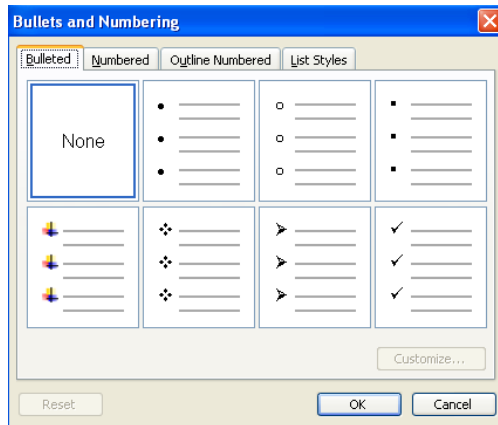 Bullets and Numbering
Bulleted Numbered Outline Numbered List Styles
None
Customize...
Reset OK Cancel